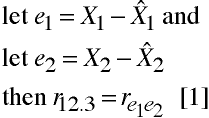 let e₁ = X₁ − X̂₁ and
let e₂ = X₂ − X̂₂
then r₁₂.₃ = rₑ₁ₑ₂ [1]